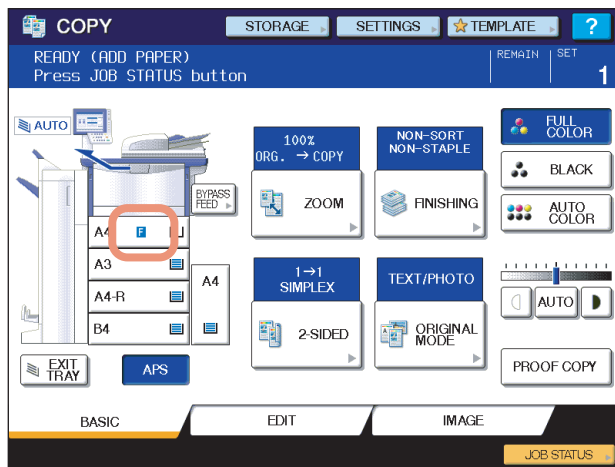 COPY
STORAGE
SETTINGS
TEMPLATE
?
READY (ADD PAPER)
Press JOB STATUS button
REMAIN
SET
1
AUTO
BYPASS
FEED
A4
F
A3
A4-R
B4
A4
EXIT
TRAY
APS
100%
ORG. → COPY
ZOOM
NON-SORT
NON-STAPLE
FINISHING
1→1
SIMPLEX
2-SIDED
TEXT/PHOTO
ORIGINAL
MODE
FULL
COLOR
BLACK
AUTO
COLOR
AUTO
PROOF COPY
BASIC
EDIT
IMAGE
JOB STATUS